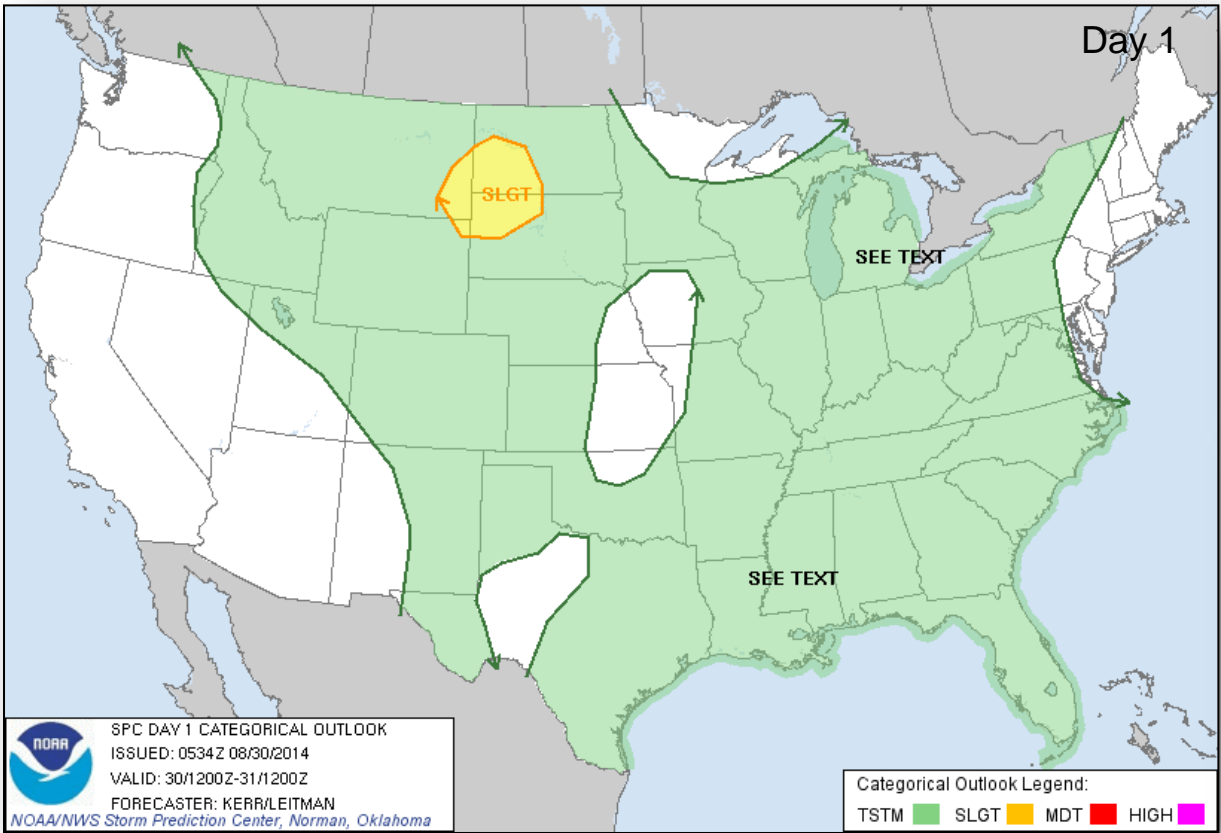 Day 1
SLGT
SEE TEXT
SEE TEXT
NOAA
SPC DAY 1 CATEGORICAL OUTLOOK
ISSUED: 0534Z 08/30/2014
VALID: 30/1200Z-31/1200Z
FORECASTER: KERR/LEITMAN
NOAA/NWS Storm Prediction Center, Norman, Oklahoma
Categorical Outlook Legend:
TSTM SLGT MDT HIGH